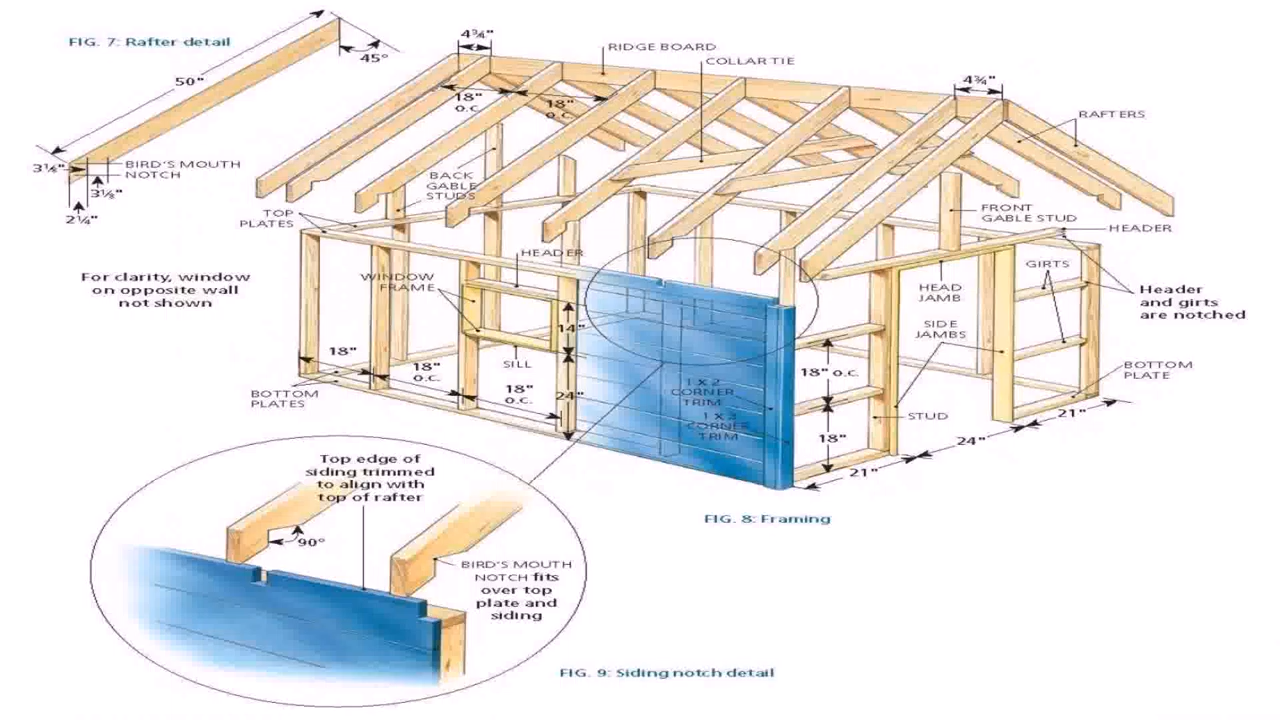 FIG. 7: Rafter detail
50"
45°
3½"
BIRD'S MOUTH
NOTCH
3½"
2¼"
4¾"
RIDGE BOARD
COLLAR TIE
4¾"
18"
o.c.
18"
o.c.
RAFTERS
BACK
GABLE
STUDS
TOP
PLATES
FRONT
GABLE STUD
HEADER
HEADER
WINDOW
FRAME
GIRTS
HEAD
JAMB
Header
and girts
are notched
For clarity, window
on opposite wall
not shown
SIDE
JAMBS
14"
SILL
18"
18"
o.c.
18"
o.c.
24"
BOTTOM
PLATES
1 X 2
CORNER
TRIM
1 X 3
CORNER
TRIM
18" o.c.
18"
BOTTOM
PLATE
STUD
21"
24"
21"
FIG. 8: Framing
Top edge of
siding trimmed
to align with
top of rafter
90°
BIRD'S MOUTH
NOTCH fits
over top
plate and
siding
FIG. 9: Siding notch detail